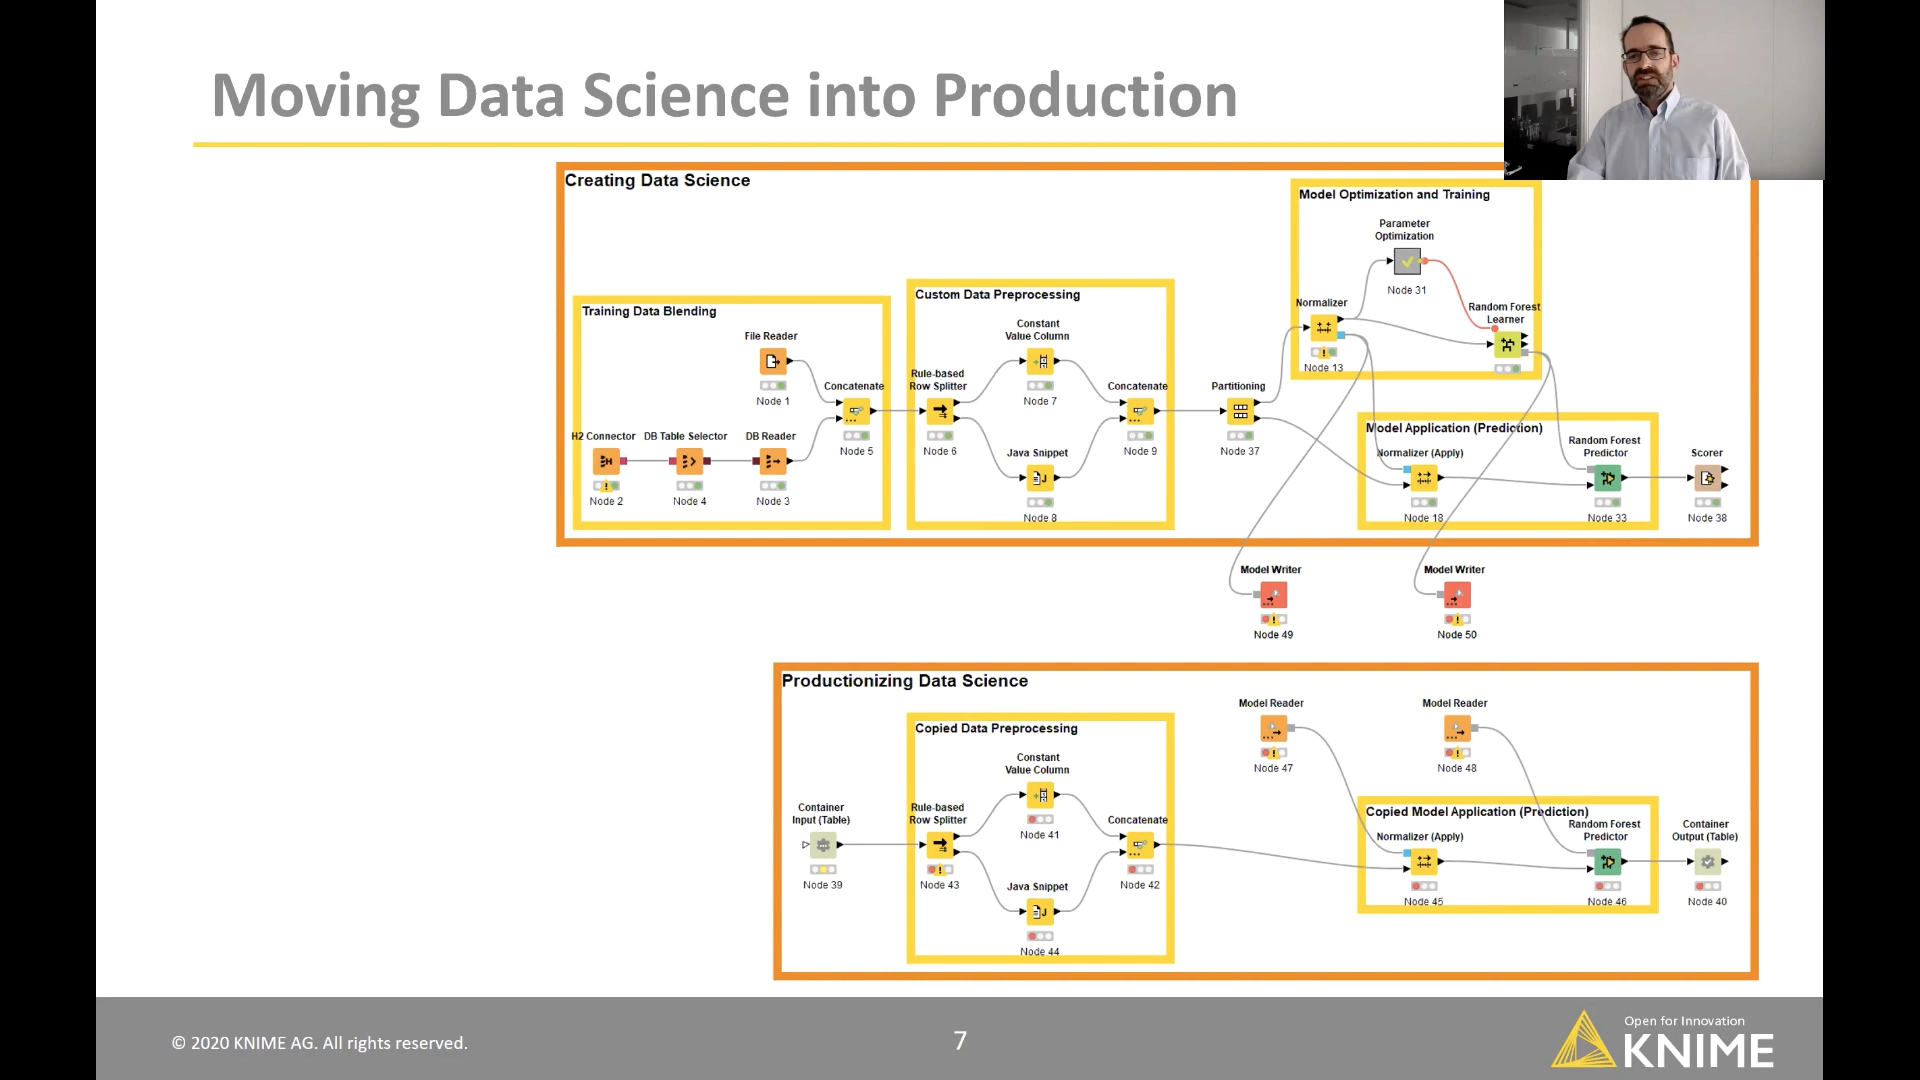 Moving Data Science into Production
Creating Data Science
Model Optimization and Training
Parameter
Optimization
Node 31
Normalizer
Node 13
Random Forest
Learner
Training Data Blending
File Reader
Node 1
Concatenate
Node 5
H2 Connector
Node 2
DB Table Selector
Node 4
DB Reader
Node 3
Custom Data Preprocessing
Constant
Value Column
Node 7
Rule-based
Row Splitter
Node 6
Concatenate
Node 9
Java Snippet
Node 8
Partitioning
Node 37
Model Application (Prediction)
Normalizer (Apply)
Node 18
Random Forest
Predictor
Node 33
Scorer
Node 38
Model Writer
Node 49
Model Writer
Node 50
Productionizing Data Science
Model Reader
Node 47
Model Reader
Node 48
Copied Data Preprocessing
Constant
Value Column
Node 41
Container
Input (Table)
Node 39
Rule-based
Row Splitter
Node 43
Concatenate
Node 42
Java Snippet
Node 44
Copied Model Application (Prediction)
Normalizer (Apply)
Node 45
Random Forest
Predictor
Node 46
Container
Output (Table)
Node 40
© 2020 KNIME AG. All rights reserved.
7
Open for Innovation
KNIME